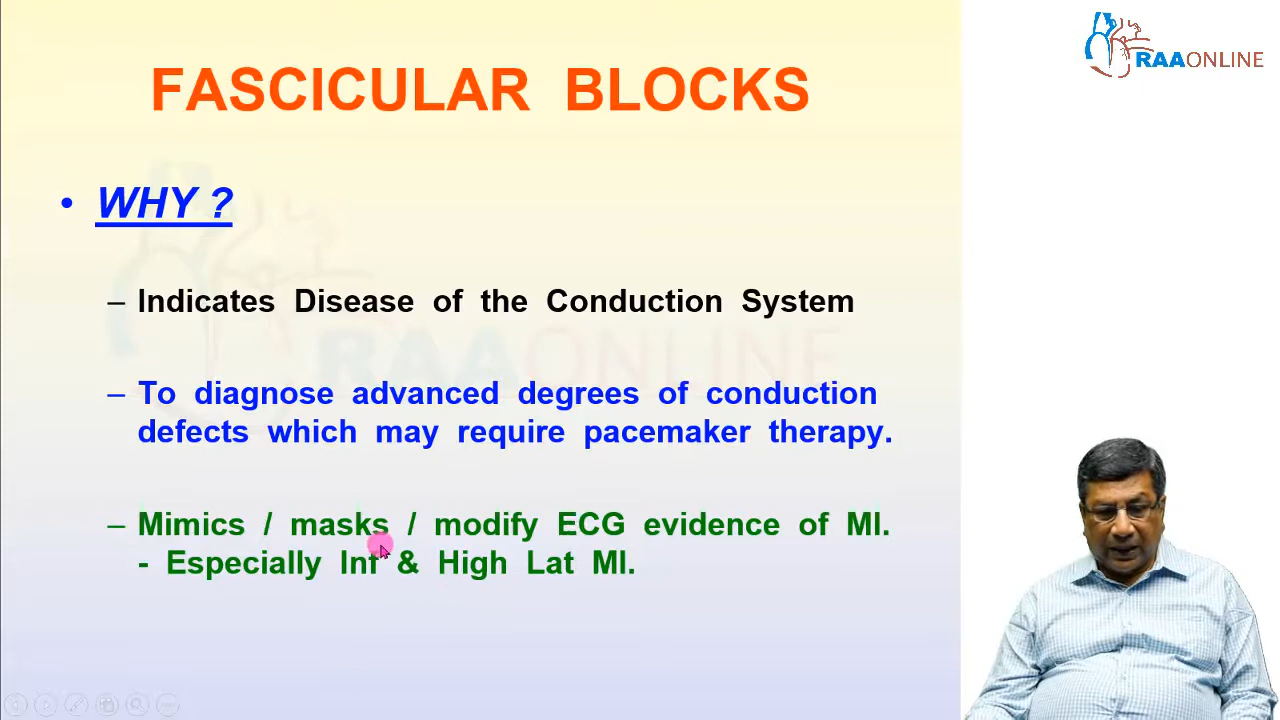 RAAONLINE
FASCICULAR BLOCKS
• WHY ?
– Indicates Disease of the Conduction System
– To diagnose advanced degrees of conduction
defects which may require pacemaker therapy.
– Mimics / masks / modify ECG evidence of MI.
- Especially Inf & High Lat MI.
RAAONLINE